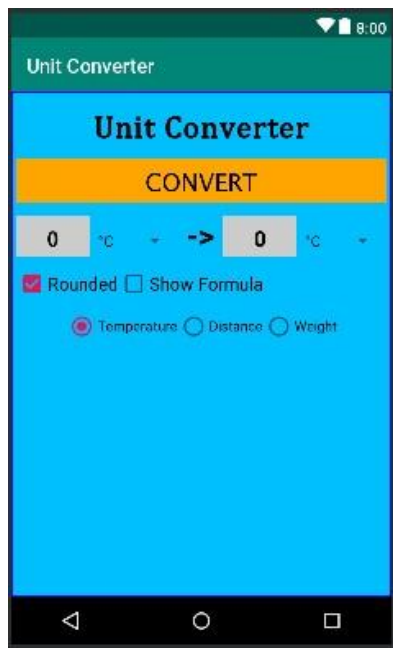 8:00
Unit Converter
Unit Converter
CONVERT
0 °C -> 0 °C
Rounded Show Formula
Temperature Distance Weight